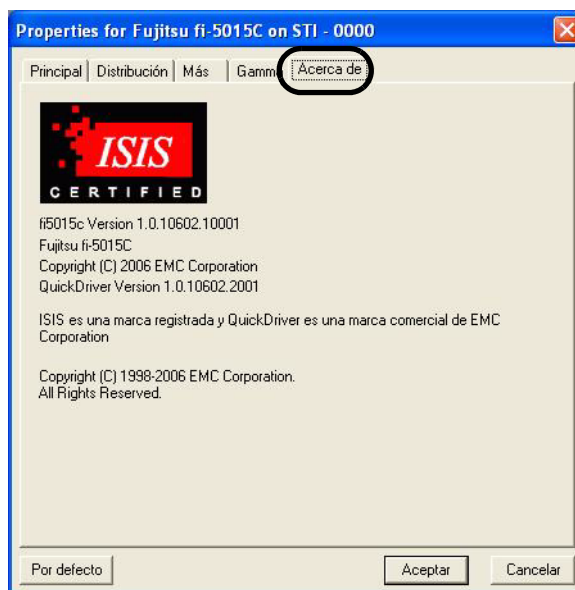 Properties for Fujitsu fi-5015C on STI - 0000
Principal Distribución Más Gamma Acerca de
ISIS
CERTIFIED
fi5015c Version 1.0.10602.10001
Fujitsu fi-5015C
Copyright (C) 2006 EMC Corporation
QuickDriver Version 1.0.10602.2001
ISIS es una marca registrada y QuickDriver es una marca comercial de EMC
Corporation
Copyright (C) 1998-2006 EMC Corporation.
All Rights Reserved.
Por defecto Aceptar Cancelar